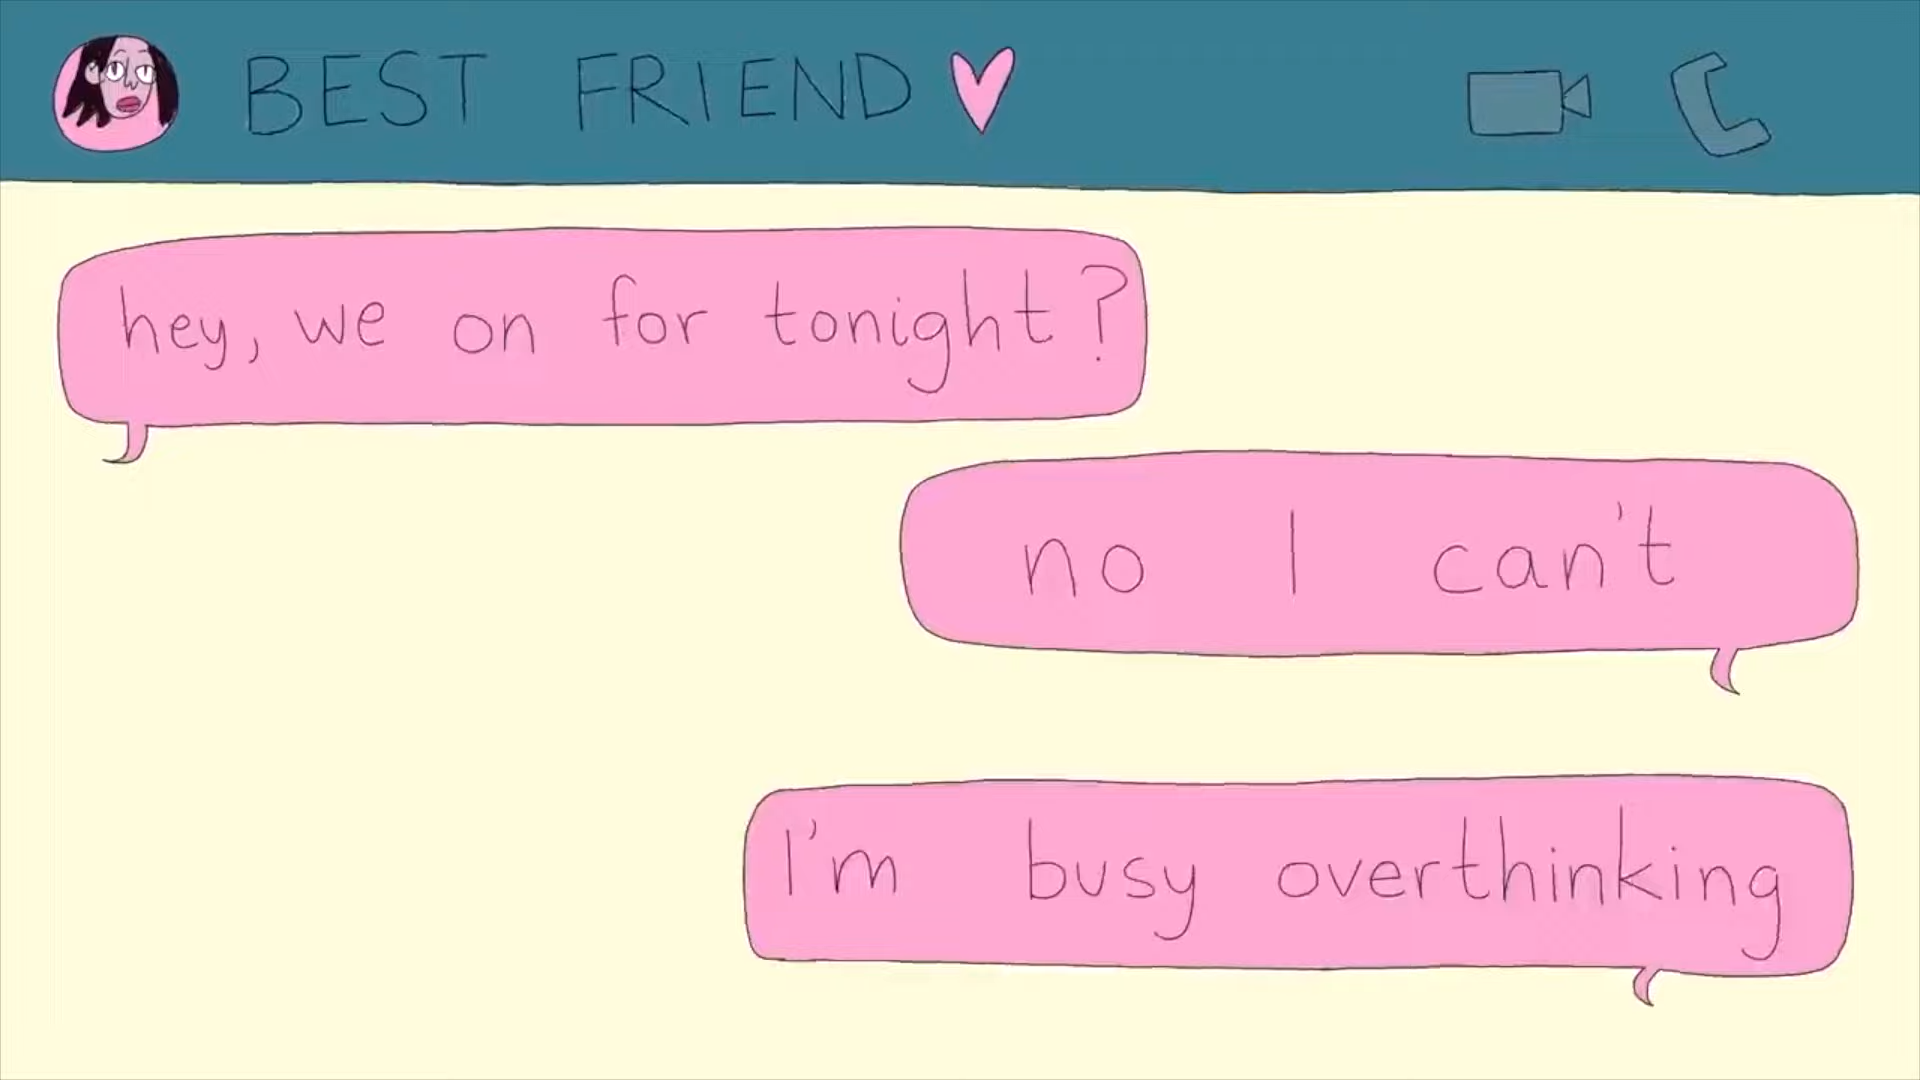 BEST FRIEND
hey, we on for tonight?
no I can't
I'm busy overthinking